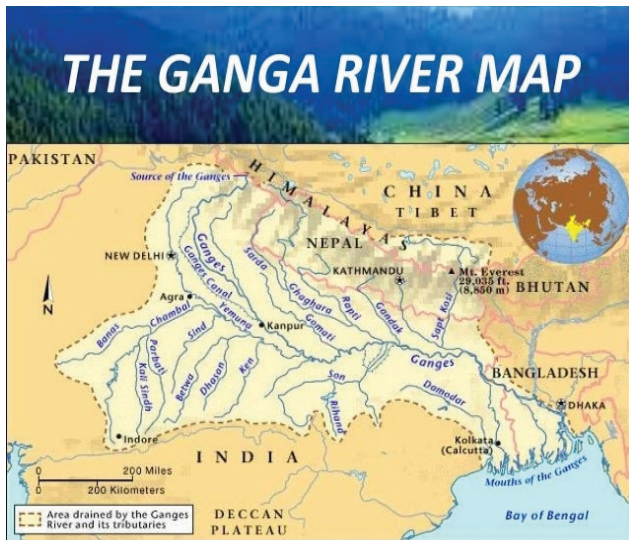 THE GANGA RIVER MAP
PAKISTAN
Source of the Ganges
HIMALAYAS
CHINA
TIBET
NEPAL
NEW DELHI
KATHMANDU
Mt. Everest
29,035 ft.
(8,850 m)
BHUTAN
Ganges
Ganges Canal
Sarda
Ghaghara
Gomati
Rapti
Gandak
Sapt Kosi
Agra
Yemuna
Kanpur
N
Banas
Chambal
Sind
Parbati
Kali Sindh
Betwa
Dhasan
Ken
Son
Rihand
Ganges
Damodar
BANGLADESH
DHAKA
Indore
Kolkata
(Calcutta)
INDIA
Mouths of the Ganges
0 200 Miles
0 200 Kilometers
Area drained by the Ganges
River and its tributaries
DECCAN
PLATEAU
Bay of Bengal